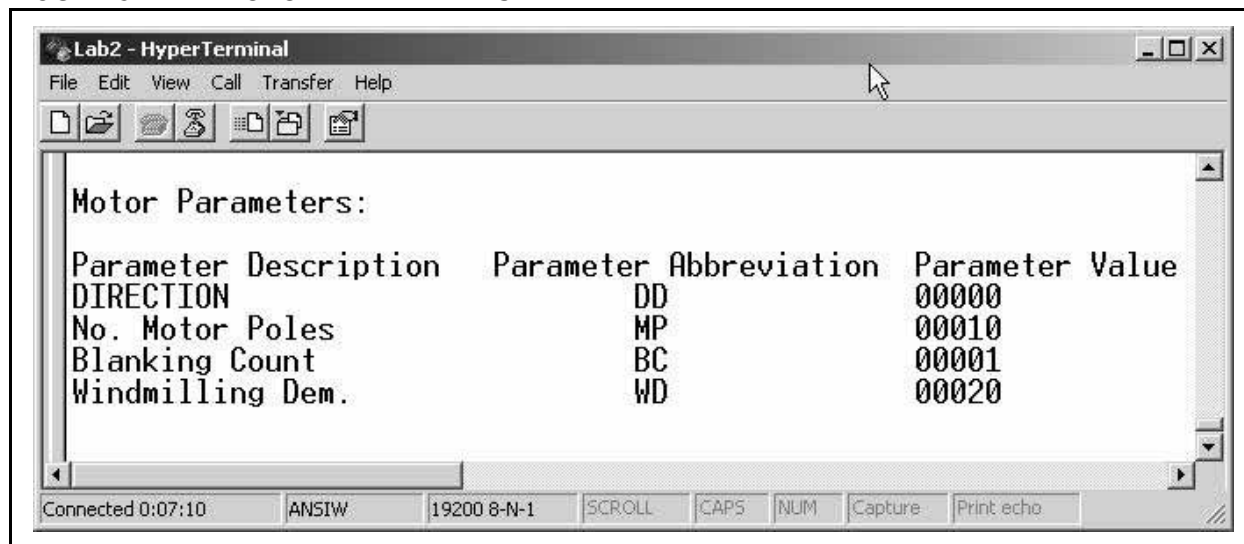 Lab2 - HyperTerminal
File Edit View Call Transfer Help
Motor Parameters:
Parameter Description Parameter Abbreviation Parameter Value
DIRECTION DD 00000
No. Motor Poles MP 00010
Blanking Count BC 00001
Windmilling Dem. WD 00020
Connected 0:07:10 ANSIW 19200 8-N-1 SCROLL CAPS NUM Capture Print echo